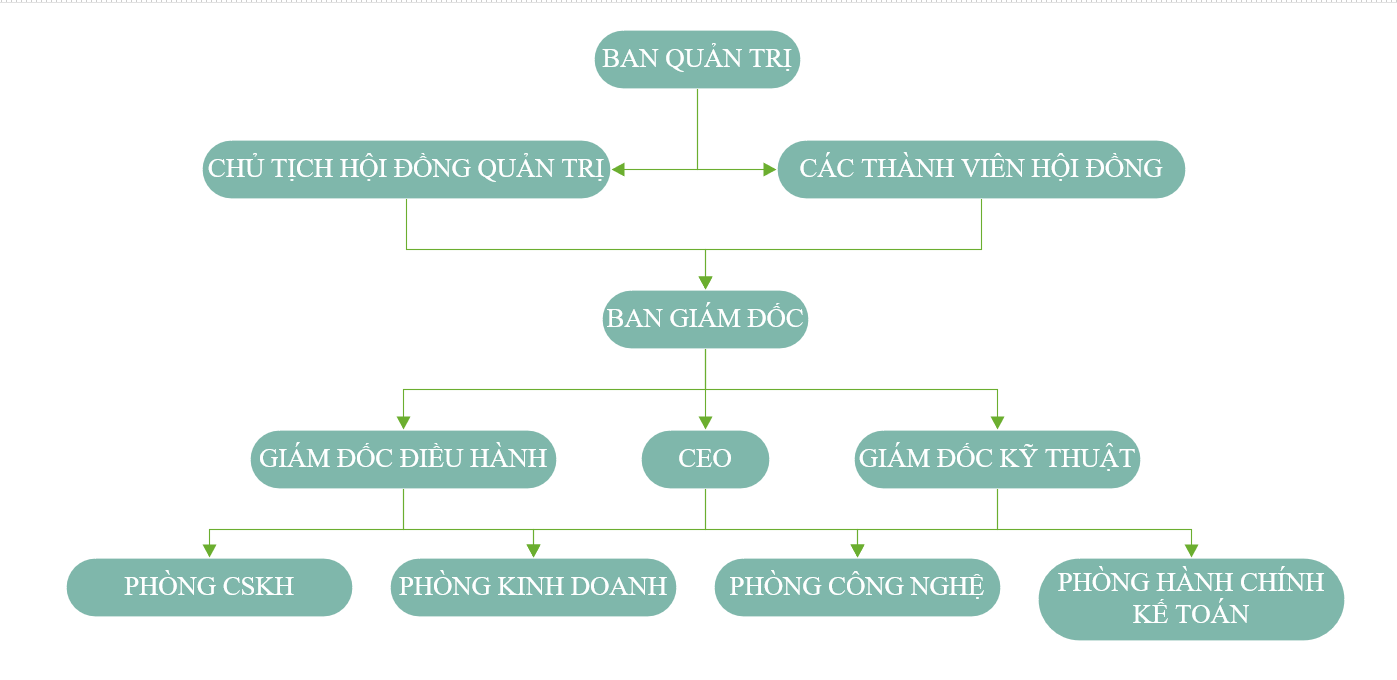 BAN QUẢN TRỊ
CHỦ TỊCH HỘI ĐỒNG QUẢN TRỊ
CÁC THÀNH VIÊN HỘI ĐỒNG
BAN GIÁM ĐỐC
GIÁM ĐỐC ĐIỀU HÀNH
CEO
GIÁM ĐỐC KỸ THUẬT
PHÒNG CSKH
PHÒNG KINH DOANH
PHÒNG CÔNG NGHỆ
PHÒNG HÀNH CHÍNH
KẾ TOÁN